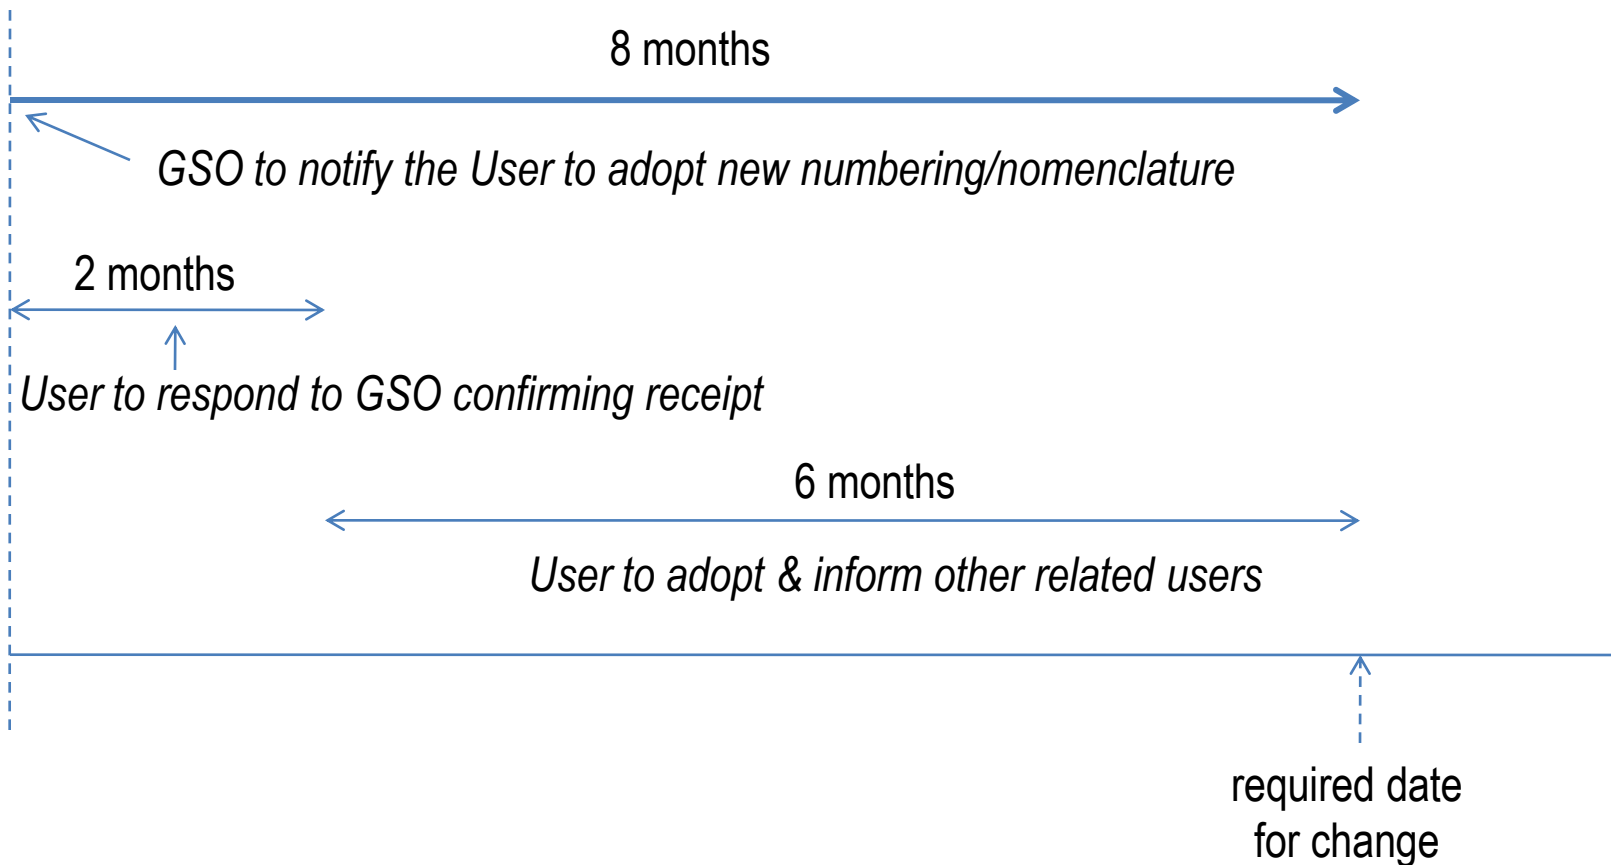 8 months
GSO to notify the User to adopt new numbering/nomenclature
2 months
User to respond to GSO confirming receipt
6 months
User to adopt & inform other related users
required date
for change